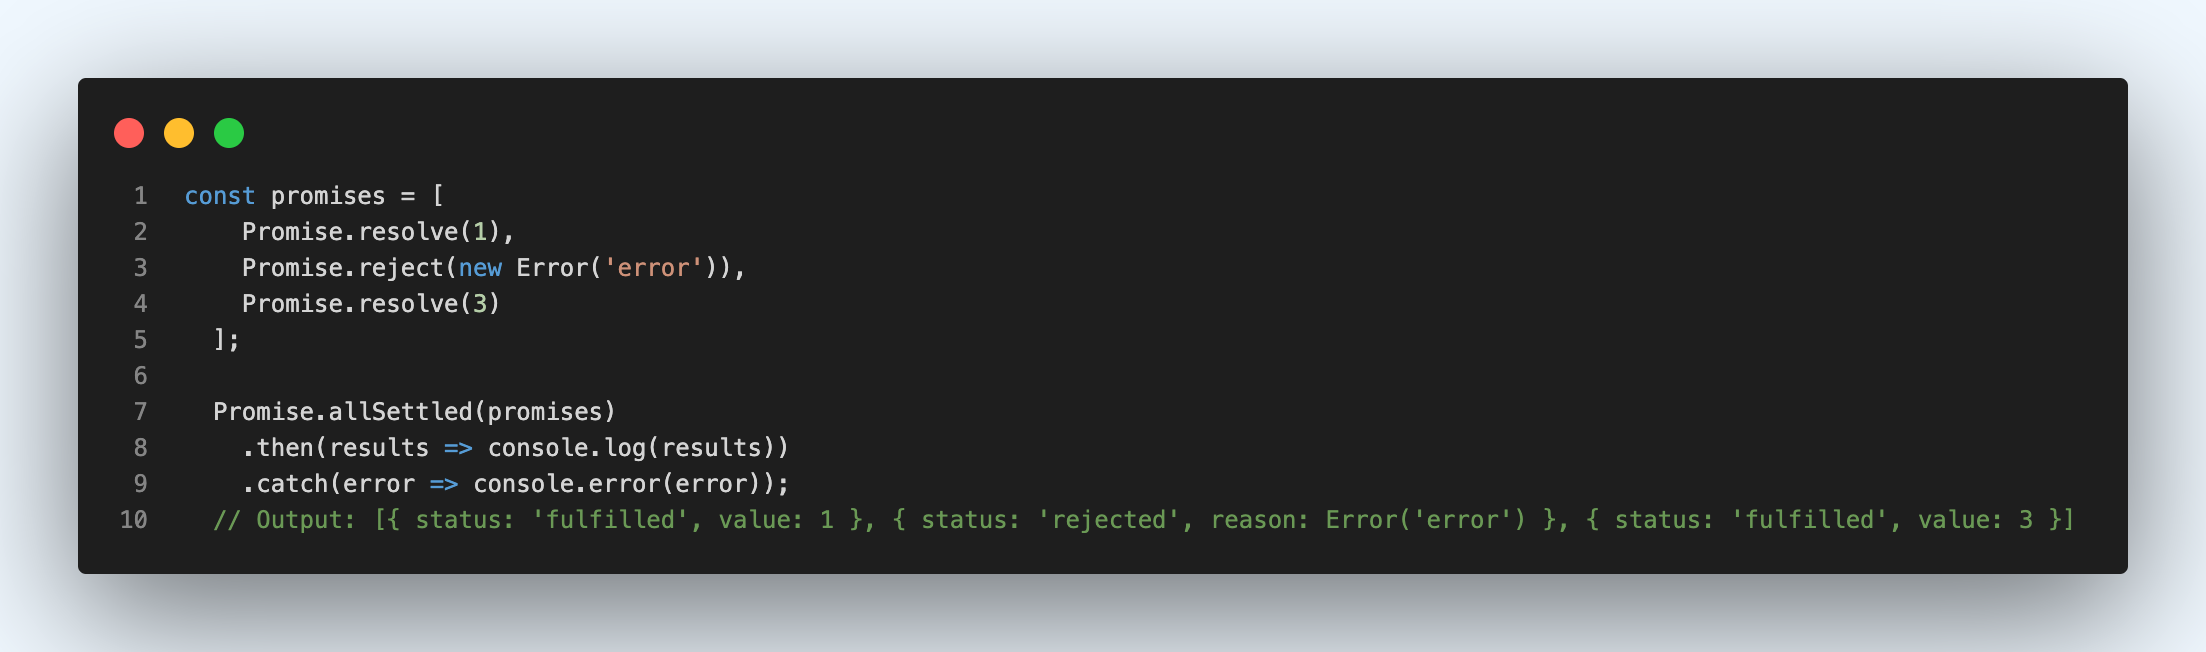 1 const promises = [
2 Promise.resolve(1),
3 Promise.reject(new Error('error')),
4 Promise.resolve(3)
5 ];
6
7 Promise.allSettled(promises)
8 .then(results => console.log(results))
9 .catch(error => console.error(error));
10 // Output: [{ status: 'fulfilled', value: 1 }, { status: 'rejected', reason: Error('error') }, { status: 'fulfilled', value: 3 }]